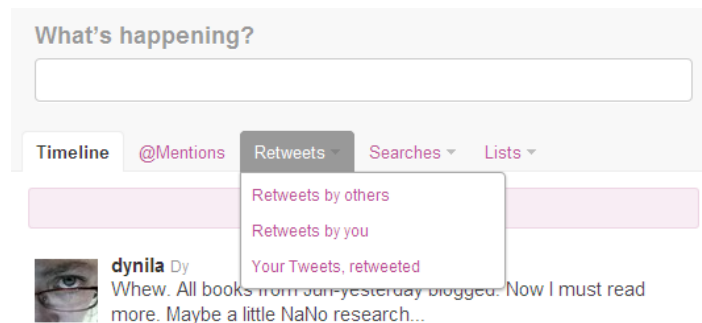 What's happening?
Timeline @Mentions Retweets Searches Lists
Retweets by others
Retweets by you
Your Tweets, retweeted
dynila Dy
Whew. All books from Jun-yesterday blogged. Now I must read
more. Maybe a little NaNo research...